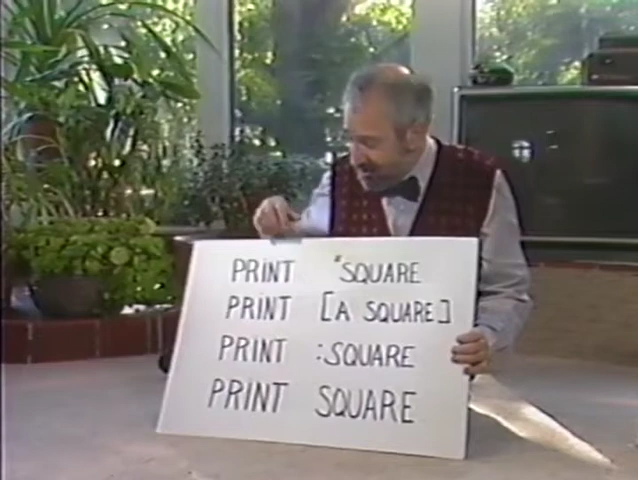 PRINT "SQUARE
PRINT [A SQUARE]
PRINT :SQUARE
PRINT SQUARE